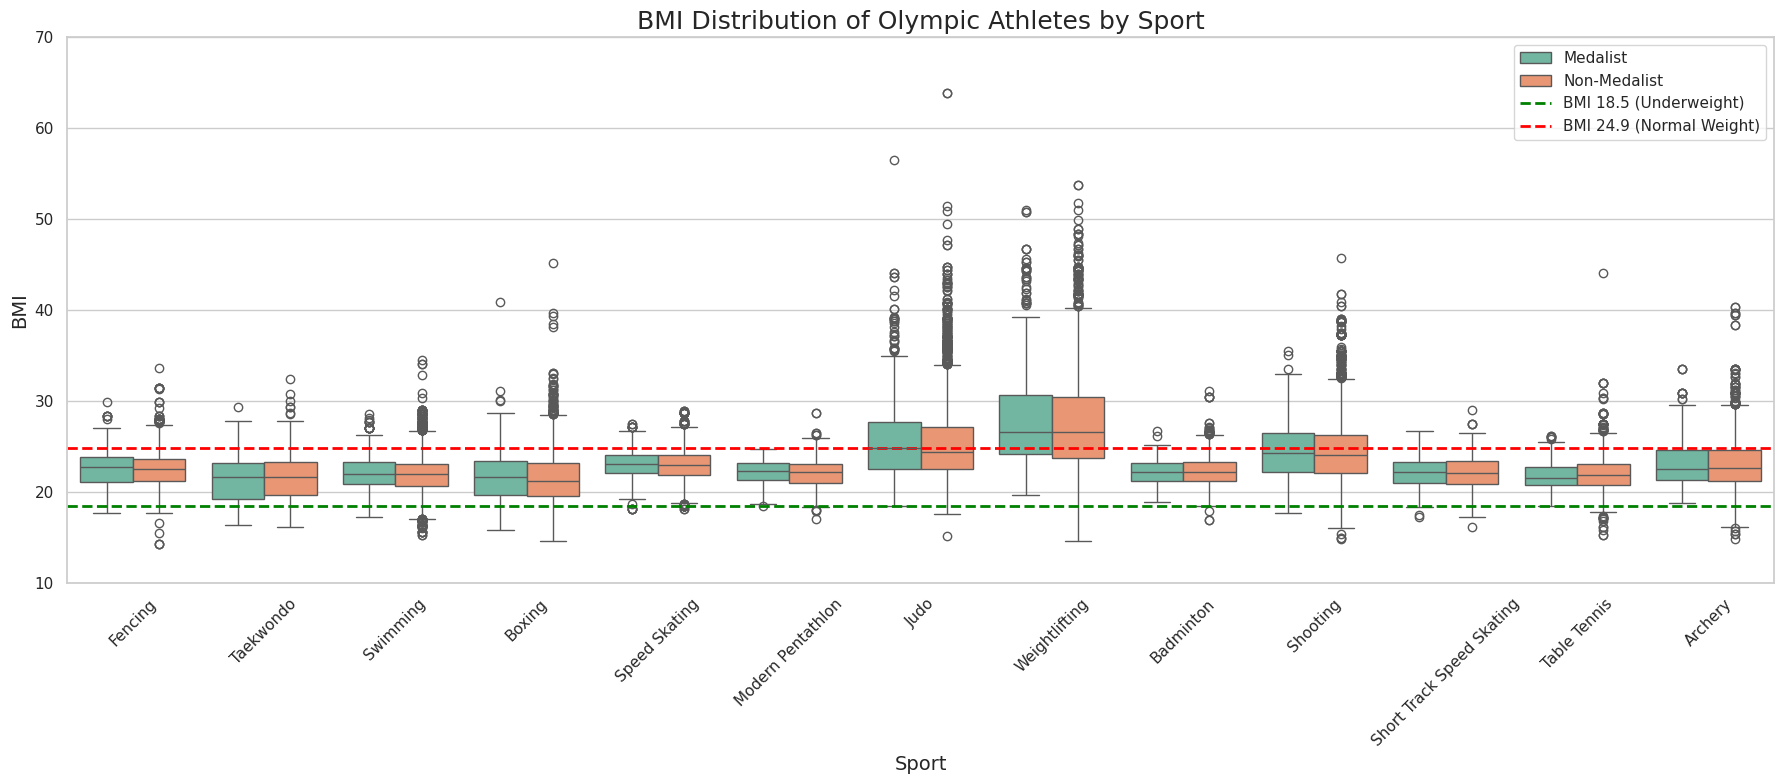 BMI Distribution of Olympic Athletes by Sport
Medalist
Non-Medalist
BMI 18.5 (Underweight)
BMI 24.9 (Normal Weight)
BMI
70
60
50
40
30
20
10
Fencing
Taekwondo
Swimming
Boxing
Speed Skating
Modern Pentathlon
Judo
Weightlifting
Badminton
Shooting
Short Track Speed Skating
Table Tennis
Archery
Sport